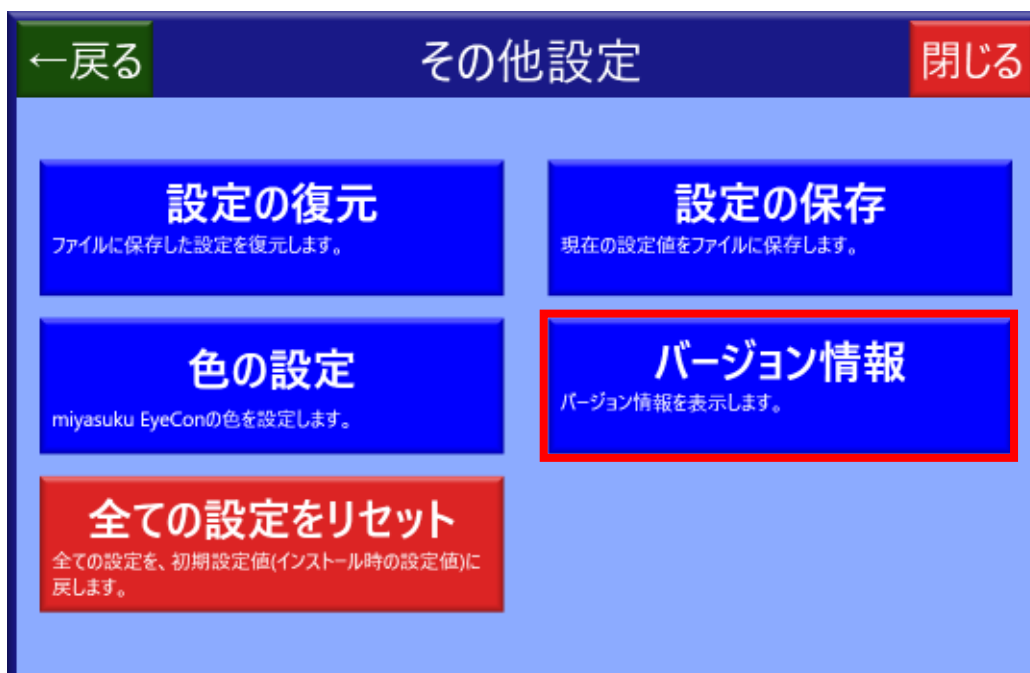 ←戻る
その他設定
閉じる
設定の復元
ファイルに保存した設定を復元します。
設定の保存
現在の設定値をファイルに保存します。
色の設定
miyasuku EyeConの色を設定します。
バージョン情報
バージョン情報を表示します。
全ての設定をリセット
全ての設定を、初期設定値(インストール時の設定値)に
戻します。